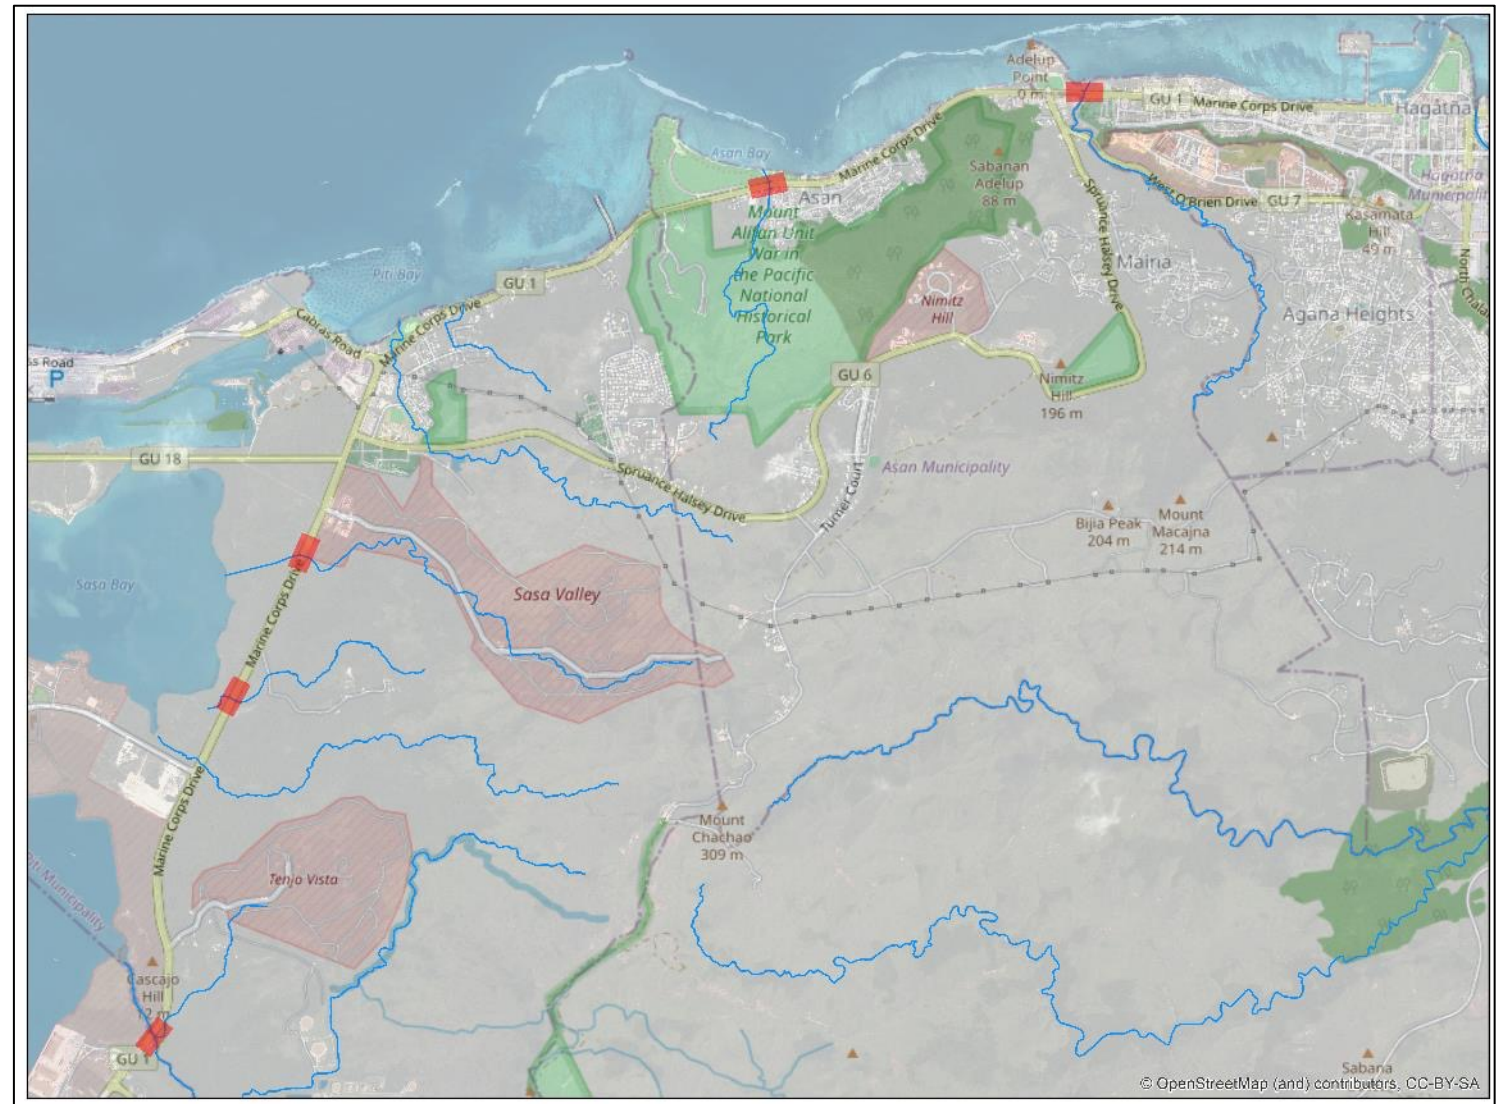 Adelup
Point
0 m
GU 1
Marine Corps Drive
Hagåtña
Asan Bay
Marine Corps Drive
Sabanan
Adelup
88 m
Asan
Mount
Alifan Unit
War in
the Pacific
National
Historical
Park
Spruance Halsey Drive
West O'Brien Drive
GU 7
Hagåtña
Municipalit
Kasamata
Hill
49 m
North Chala
Maina
Agana Heights
Piti Bay
GU 1
Marine Corps Drive
Cabras Road
ss Road
P
Nimitz
Hill
GU 6
Nimitz
Hill
196 m
GU 18
Spruance Halsey Drive
Turner Court
Asan Municipality
Bijia Peak
204 m
Mount
Macajna
214 m
Sasa Bay
Marine Corps Drive
Sasa Valley
Marine Corps Drive
Mount
Chachao
309 m
Piti Municipality
Tenjo Vista
Cascajo
Hill
GU 1
Sabana
© OpenStreetMap (and) contributors, CC-BY-SA